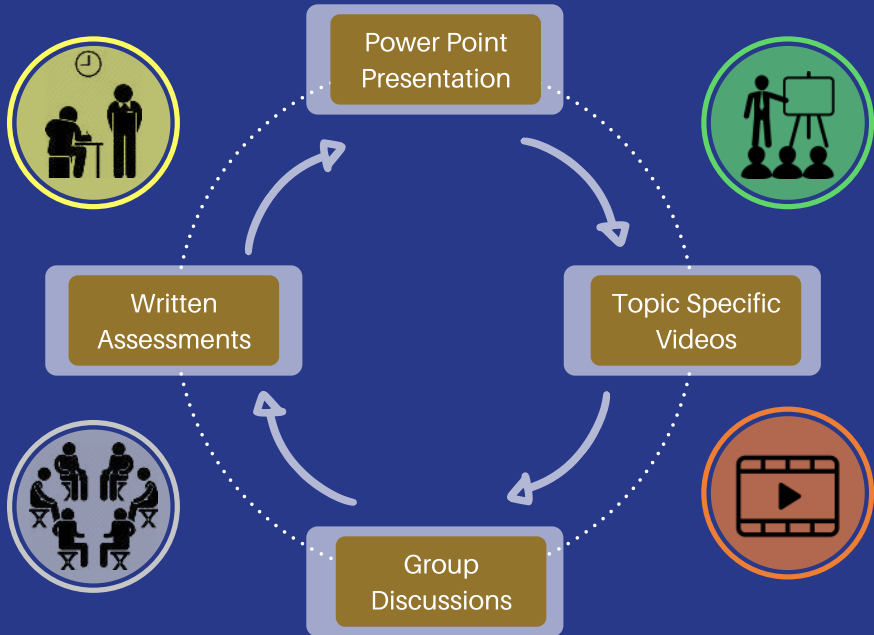 Power Point
Presentation
Written
Assessments
Topic Specific
Videos
Group
Discussions